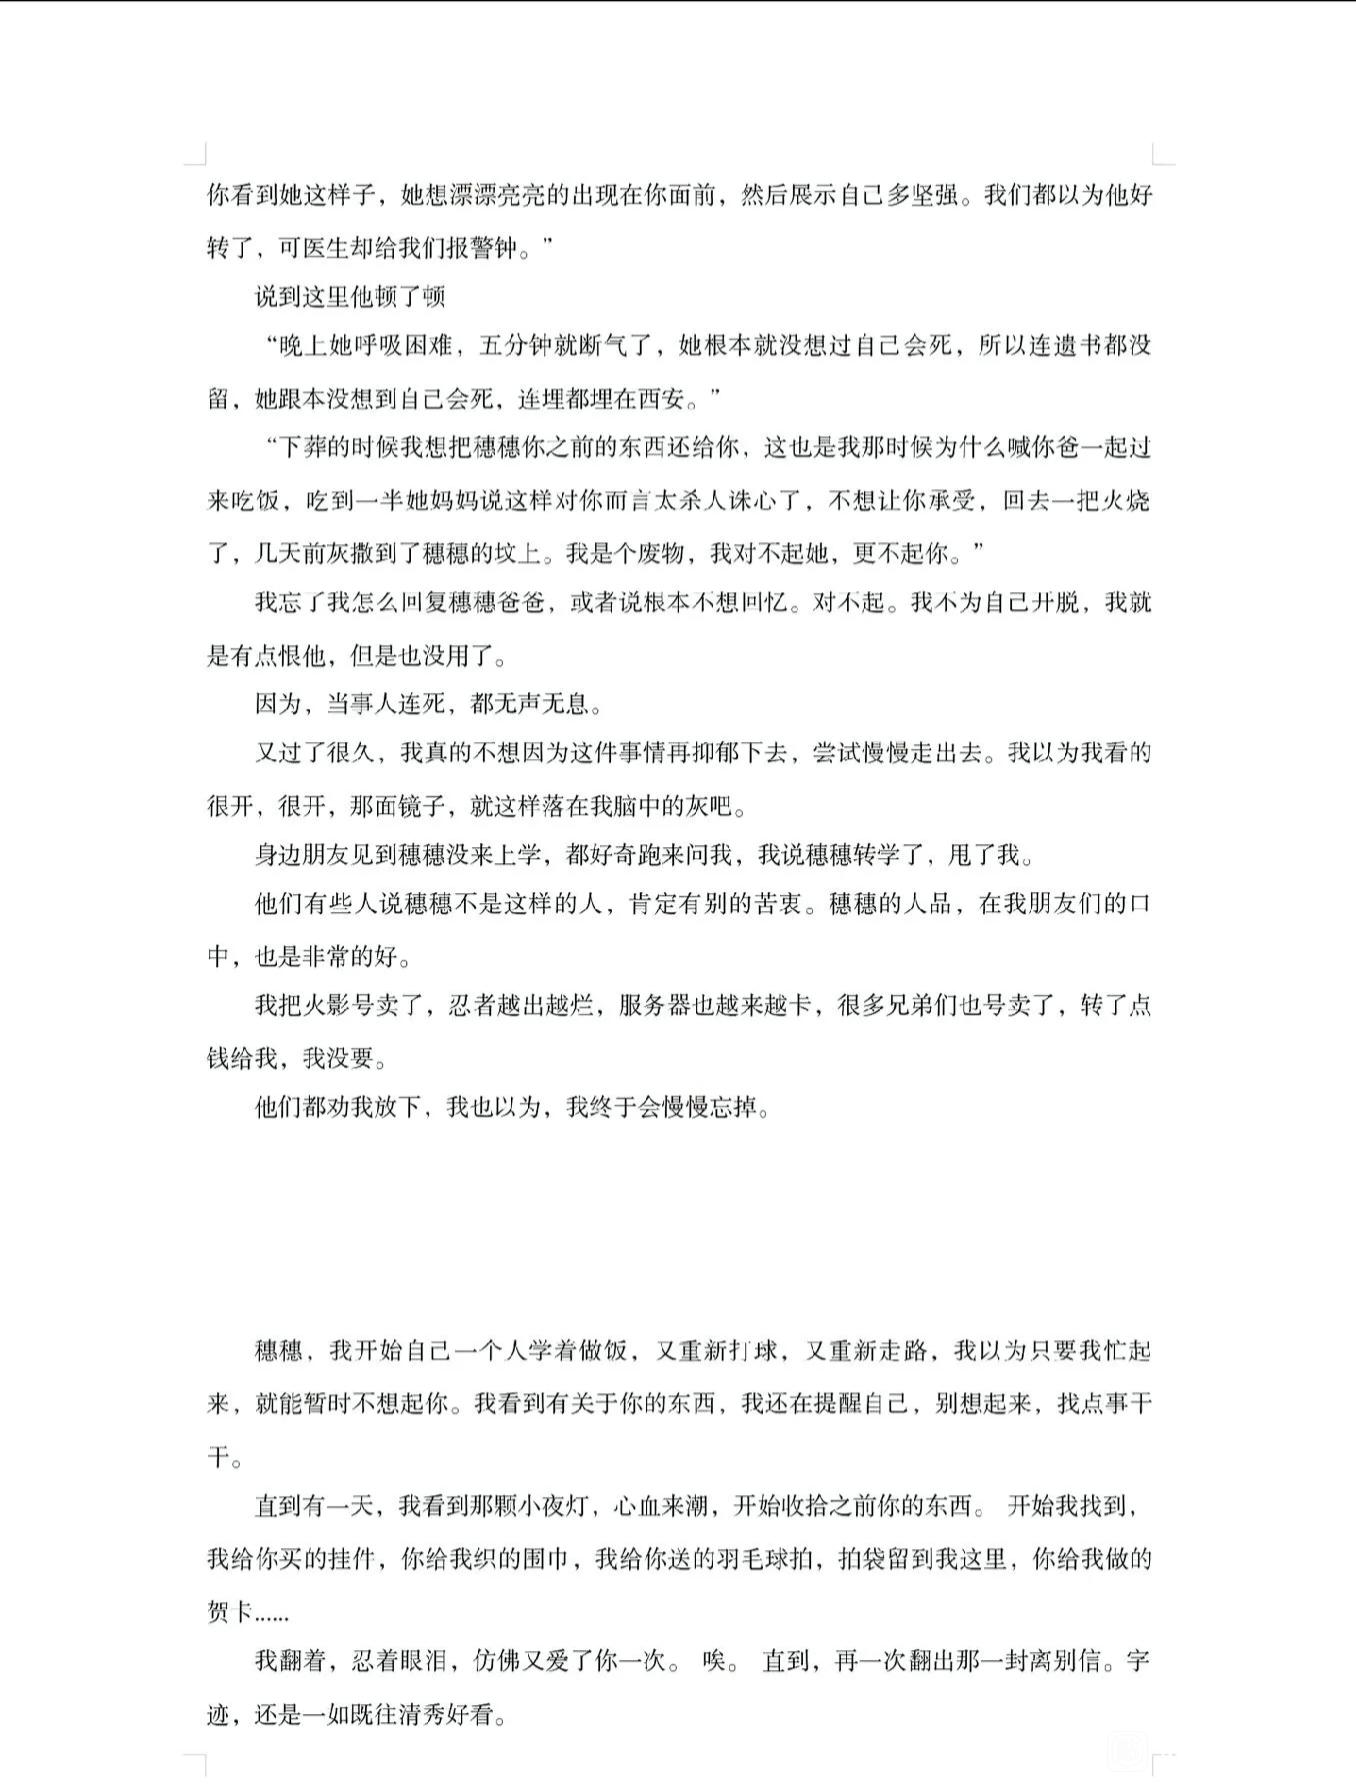 你看到她这样子，她想漂漂亮亮的出现在你面前，然后展示自己多坚强。我们都以为他好
转了，可医生却给我们报警钟。”
说到这里他顿了顿
“晚上她呼吸困难，五分钟就断气了，她根本就没想过自己会死，所以连遗书都没
留，她跟本没想到自己会死，连埋都埋在西安。”
“下葬的时候我想把穗穗你之前的东西还给你，这也是我那时候为什么喊你爸一起过
来吃饭，吃到一半她妈妈说这样对你而言太杀人诛心了，不想让你承受，回去一把火烧
了，几天前灰撒到了穗穗的坟上。我是个废物，我对不起她，更不起你。”
我忘了我怎么回复穗穗爸爸，或者说根本不想回忆。对不起。我不为自己开脱，我就
是有点恨他，但是也没用了。
因为，当事人连死，都无声无息。
又过了很久，我真的不想因为这件事情再抑郁下去，尝试慢慢走出去。我以为我看的
很开，很开，那面镜子，就这样落在我脑中的灰吧。
身边朋友见到穗穗没来上学，都好奇跑来问我，我说穗穗转学了，甩了我。
他们有些人说穗穗不是这样的人，肯定有别的苦衷。穗穗的人品，在我朋友们的口
中，也是非常的好。
我把火影号卖了，忍者越出越烂，服务器也越来越卡，很多兄弟们也号卖了，转了点
钱给我，我没要。
他们都劝我放下，我也以为，我终于会慢慢忘掉。
穗穗，我开始自己一个人学着做饭，又重新打球，又重新走路，我以为只要我忙起
来，就能暂时不想起你。我看到有关于你的东西，我还在提醒自己，别想起来，找点事干
干。
直到有一天，我看到那颗小夜灯，心血来潮，开始收拾之前你的东西。 开始我找到，
我给你买的挂件，你给我织的围巾，我给你送的羽毛球拍，拍袋留到我这里，你给我做的
贺卡......
我翻着，忍着眼泪，仿佛又爱了你一次。 唉。 直到，再一次翻出那一封离别信。字
迹，还是一如既往清秀好看。